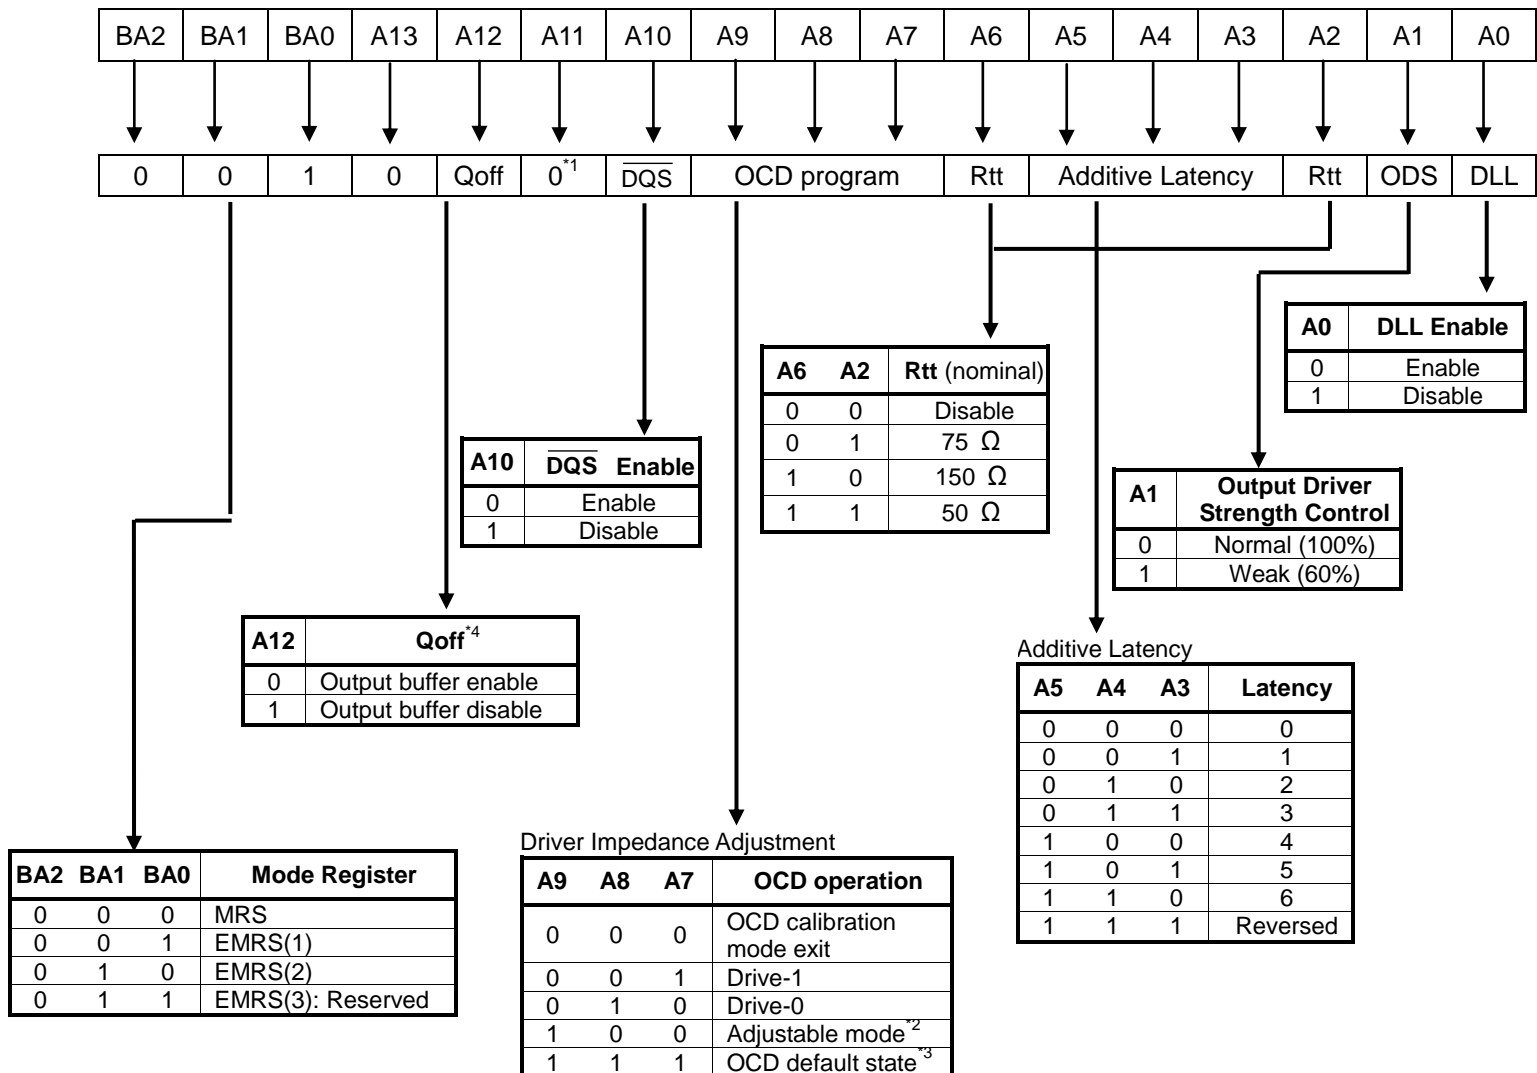 BA2 BA1 BA0 A13 A12 A11 A10 A9 A8 A7 A6 A5 A4 A3 A2 A1 A0
0 0 1 0 Qoff 0*1 DQS OCD program Rtt Additive Latency Rtt ODS DLL
A0 DLL Enable
0 Enable
1 Disable
A6 A2 Rtt (nominal)
0 0 Disable
0 1 75 Ω
1 0 150 Ω
1 1 50 Ω
A10 DQS Enable
0 Enable
1 Disable
A1 Output Driver
Strength Control
0 Normal (100%)
1 Weak (60%)
A12 Qoff*4
0 Output buffer enable
1 Output buffer disable
Additive Latency
A5 A4 A3 Latency
0 0 0 0
0 0 1 1
0 1 0 2
0 1 1 3
1 0 0 4
1 0 1 5
1 1 0 6
1 1 1 Reversed
BA2 BA1 BA0 Mode Register
0 0 0 MRS
0 0 1 EMRS(1)
0 1 0 EMRS(2)
0 1 1 EMRS(3): Reserved
Driver Impedance Adjustment
A9 A8 A7 OCD operation
0 0 0 OCD calibration
mode exit
0 0 1 Drive-1
0 1 0 Drive-0
1 0 0 Adjustable mode*2
1 1 1 OCD default state*3